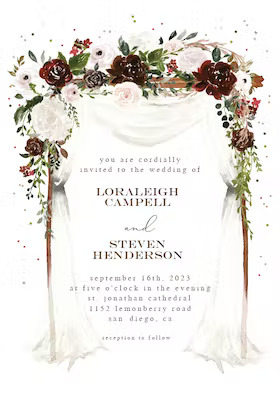 you are cordially
invited to the wedding of
LORALEIGH
CAMPELL
and
STEVEN
HENDERSON
september 16th, 2023
at five o'clock in the evening
st. jonathan cathedral
1152 lemonberry road
san diego, ca
reception to follow